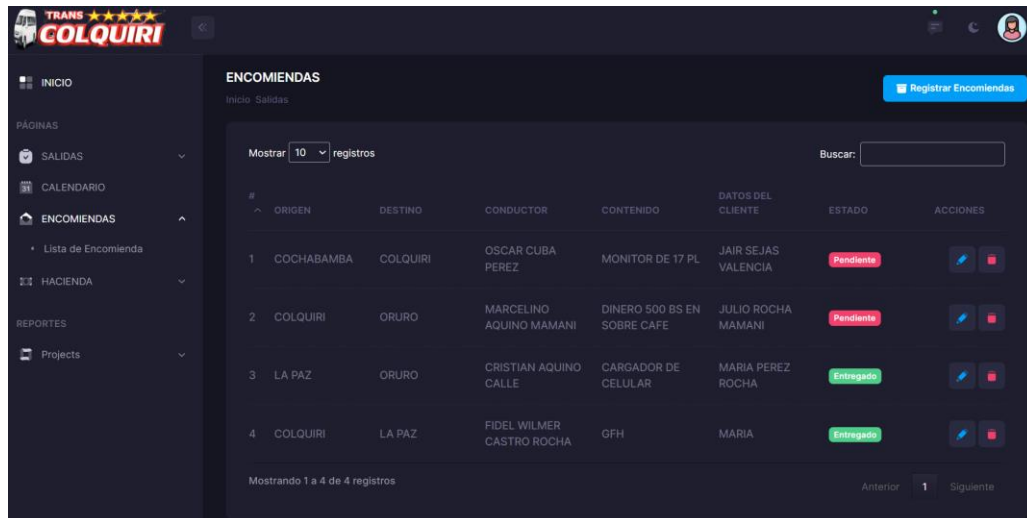 TRANS
COLQUIRI
INICIO
PÁGINAS
SALIDAS
CALENDARIO
ENCOMIENDAS
Lista de Encomienda
HACIENDA
REPORTES
Projects
ENCOMIENDAS
Inicio Salidas
Registrar Encomiendas
Mostrar 10 registros
Buscar:
# ORIGEN DESTINO CONDUCTOR CONTENIDO DATOS DEL CLIENTE ESTADO ACCIONES
1 COCHABAMBA COLQUIRI OSCAR CUBA PEREZ MONITOR DE 17 PL JAIR SEJAS VALENCIA Pendiente
2 COLQUIRI ORURO MARCELINO AQUINO MAMANI DINERO 500 BS EN SOBRE CAFE JULIO ROCHA MAMANI Pendiente
3 LA PAZ ORURO CRISTIAN AQUINO CALLE CARGADOR DE CELULAR MARIA PEREZ ROCHA Entregado
4 COLQUIRI LA PAZ FIDEL WILMER CASTRO ROCHA GFH MARIA Entregado
Mostrando 1 a 4 de 4 registros
Anterior 1 Siguiente